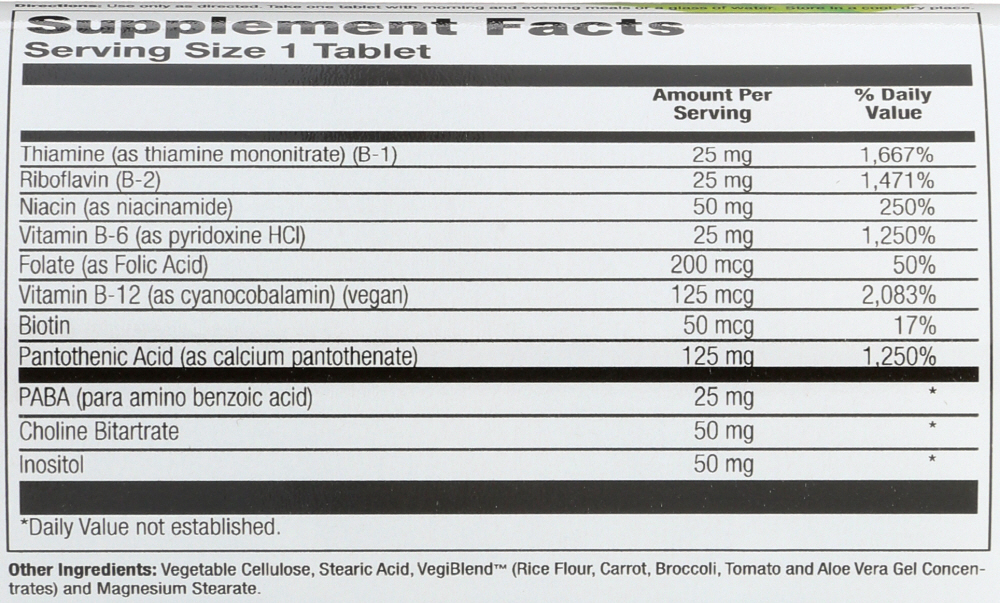 Directions: Use only as directed. Take one tablet with morning and evening meals or a glass of water. Store in a cool, dry place.
Supplement Facts
Serving Size 1 Tablet
Amount Per % Daily
Serving Value
Thiamine (as thiamine mononitrate) (B-1) 25 mg 1,667%
Riboflavin (B-2) 25 mg 1,471%
Niacin (as niacinamide) 50 mg 250%
Vitamin B-6 (as pyridoxine HCl) 25 mg 1,250%
Folate (as Folic Acid) 200 mcg 50%
Vitamin B-12 (as cyanocobalamin) (vegan) 125 mcg 2,083%
Biotin 50 mcg 17%
Pantothenic Acid (as calcium pantothenate) 125 mg 1,250%
PABA (para amino benzoic acid) 25 mg *
Choline Bitartrate 50 mg *
Inositol 50 mg *
*Daily Value not established.
Other Ingredients: Vegetable Cellulose, Stearic Acid, VegiBlend™ (Rice Flour, Carrot, Broccoli, Tomato and Aloe Vera Gel Concen-
trates) and Magnesium Stearate.